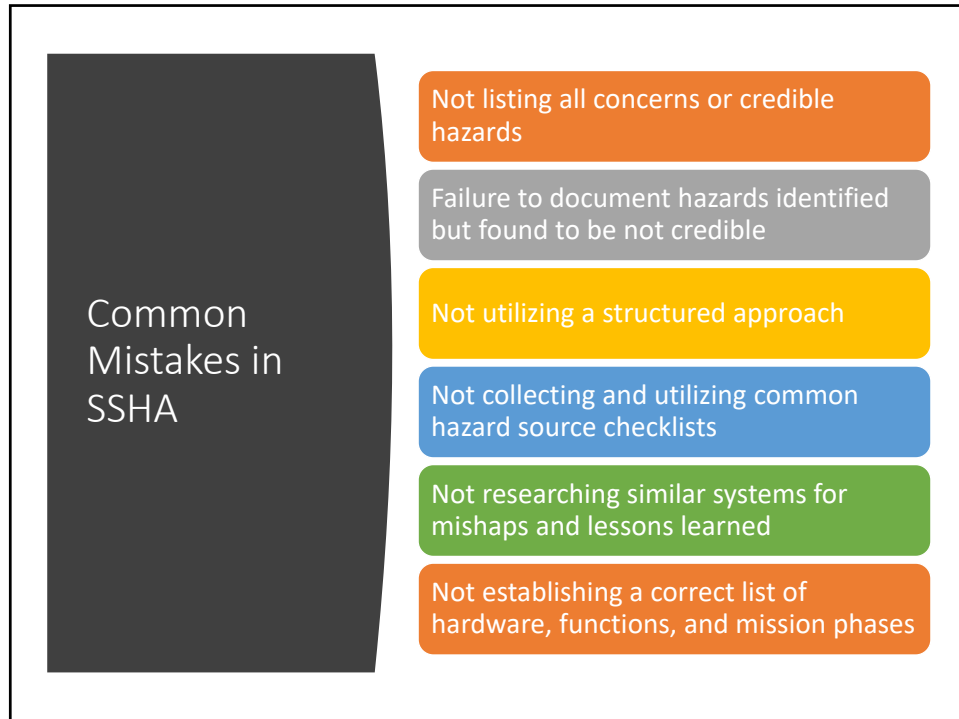 Common
Mistakes in
SSHA
Not listing all concerns or credible
hazards
Failure to document hazards identified
but found to be not credible
Not utilizing a structured approach
Not collecting and utilizing common
hazard source checklists
Not researching similar systems for
mishaps and lessons learned
Not establishing a correct list of
hardware, functions, and mission phases